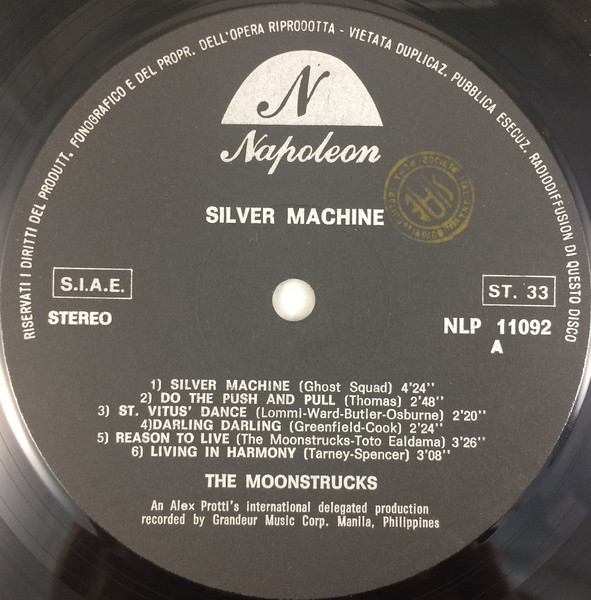 RISERVATI I DIRITTI DEL PRODUTT. FONOGRAFICO E DEL PROPR. DELL'OPERA RIPRODOTTA - VIETATA DUPLICAZ. PUBBLICA ESECUZ. RADIODIFFUSION DI QUESTO DISCO
N
Napoleon
SILVER MACHINE
S.I.A.E.
ST. 33
STEREO
NLP 11092
A
1) SILVER MACHINE (Ghost Squad) 4'24''
2) DO THE PUSH AND PULL (Thomas) 2'48''
3) ST. VITUS' DANCE (Lommi-Ward-Butler-Osburne) 2'20''
4)DARLING DARLING (Greenfield-Cook) 2'24''
5) REASON TO LIVE (The Moonstrucks-Toto Ealdama) 3'26''
6) LIVING IN HARMONY (Tarney-Spencer) 3'08''
THE MOONSTRUCKS
An Alex Protti's international delegated production
recorded by Grandeur Music Corp. Manila, Philippines